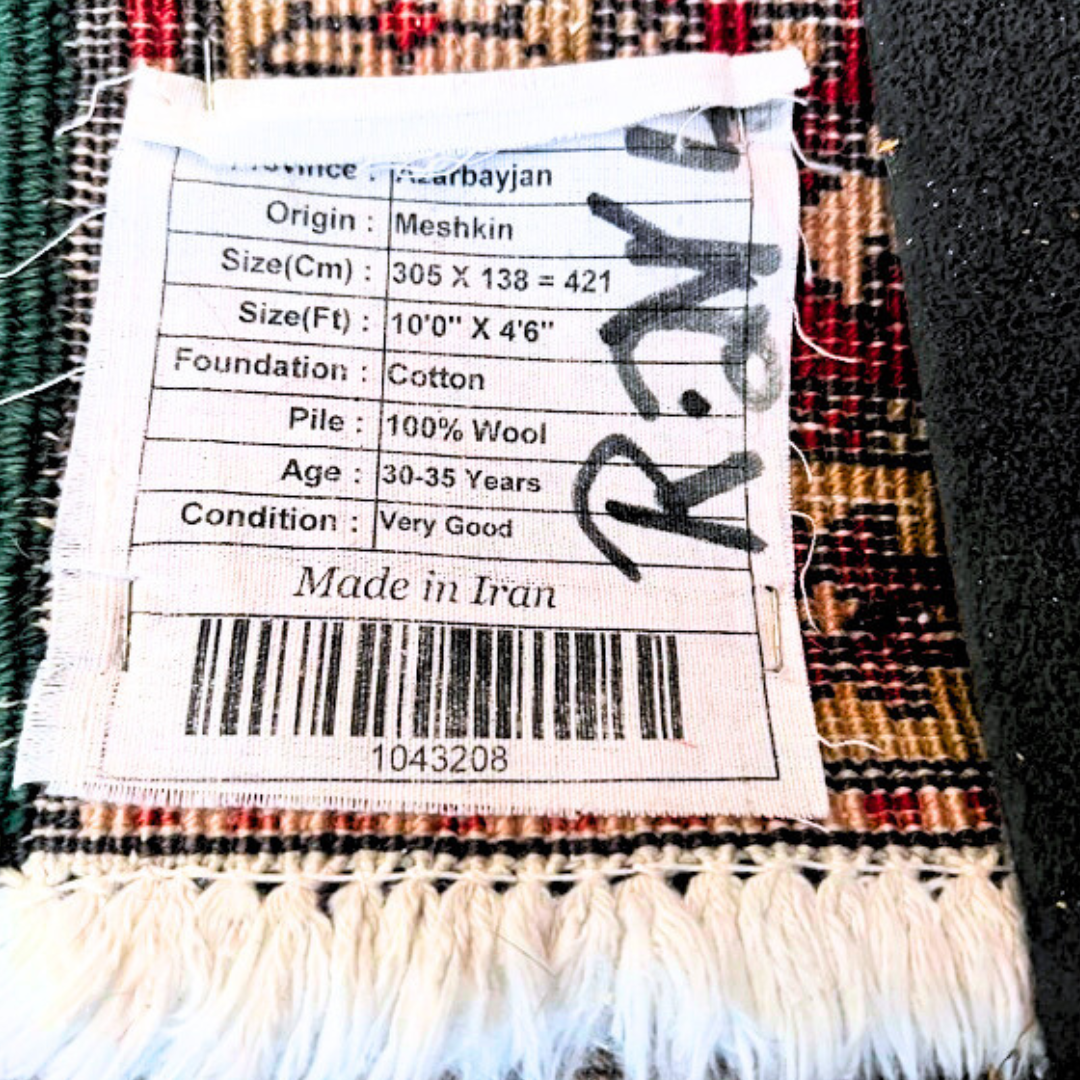 Province : Azarbayjan
Origin : Meshkin
Size(Cm) : 305 X 138 = 421
Size(Ft) : 10'0" X 4'6"
Foundation : Cotton
Pile : 100% Wool
Age : 30-35 Years
Condition : Very Good
Made in Iran
1043208